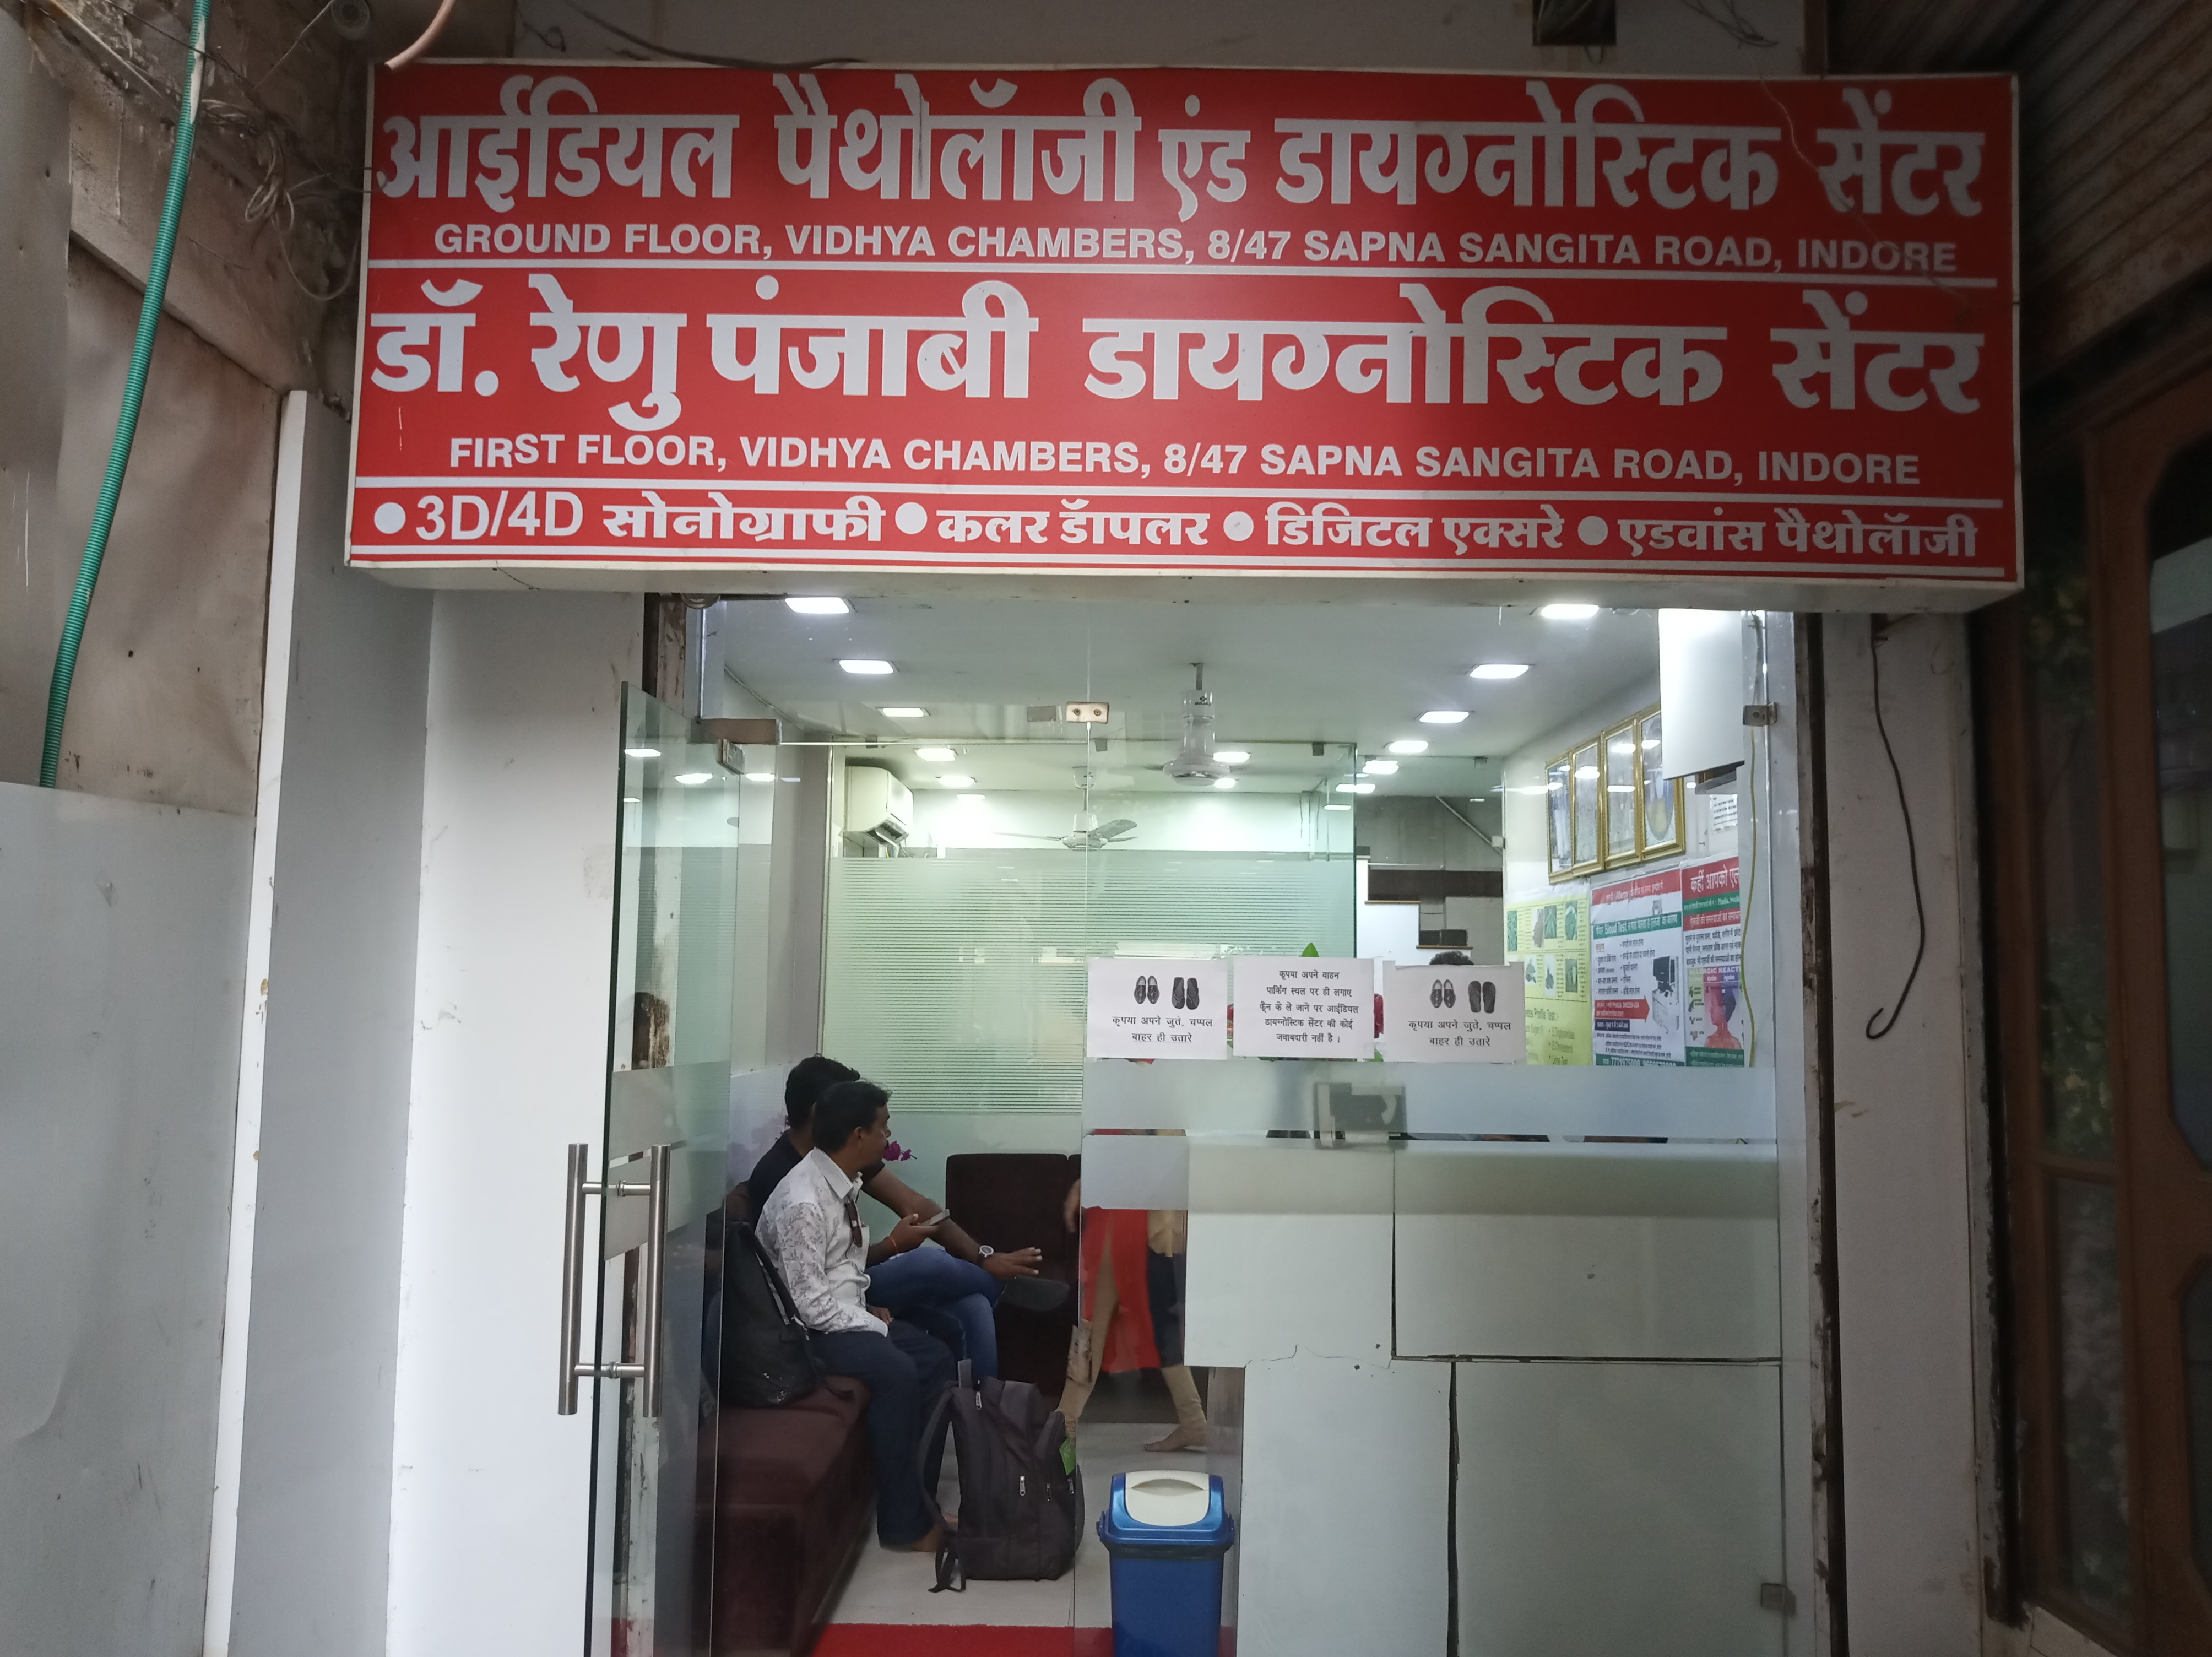 आईडियल पैथोलॉजी एंड डायग्नोस्टिक सेंटर
GROUND FLOOR, VIDHYA CHAMBERS, 8/47 SAPNA SANGITA ROAD, INDORE
डॉ. रेणु पंजाबी डायग्नोस्टिक सेंटर
FIRST FLOOR, VIDHYA CHAMBERS, 8/47 SAPNA SANGITA ROAD, INDORE
● 3D/4D सोनोग्राफी ● कलर डॉपलर ● डिजिटल एक्सरे ● एडवांस पैथोलॉजी
कृपया अपने जुते, चप्पल
बाहर ही उतारे
कृपया अपने वाहन
पार्किंग स्थल पर ही लगाए
क्रेन के ले जाने पर आईडियल
डायग्नोस्टिक सेंटर की कोई
जवाबदारी नहीं है ।
कृपया अपने जुते, चप्पल
बाहर ही उतारे
कहीं आपको